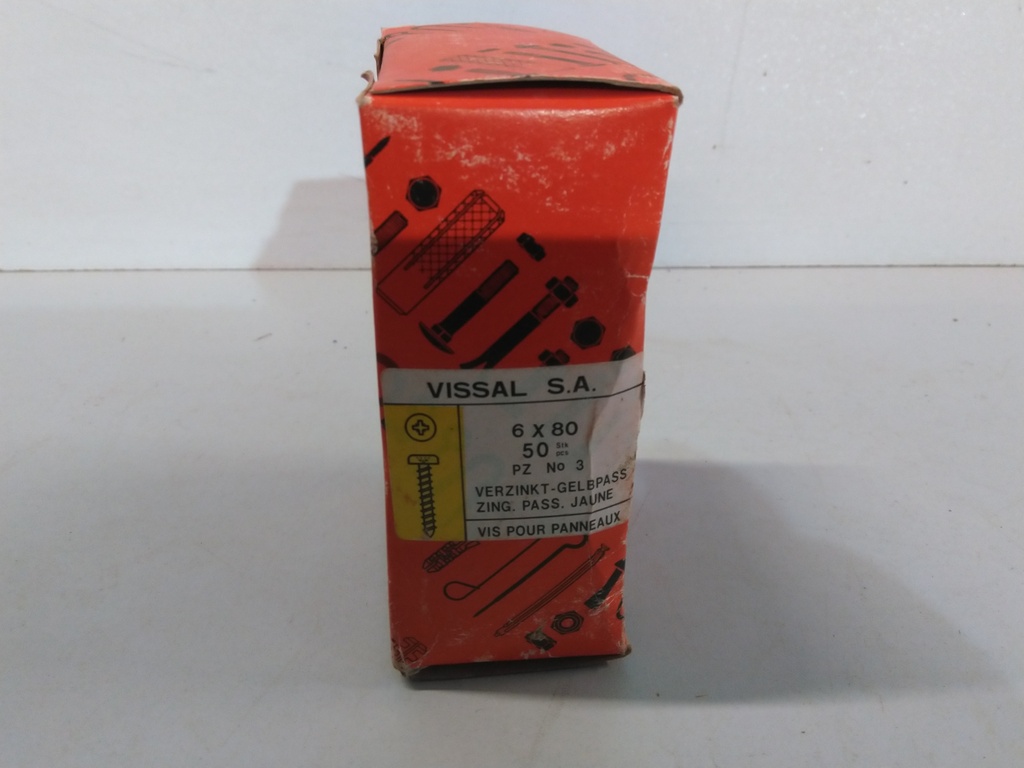 VISSAL S.A.
6 X 80
50 Stk pcs
PZ No 3
VERZINKT-GELBPASS
ZING. PASS. JAUNE
VIS POUR PANNEAUX